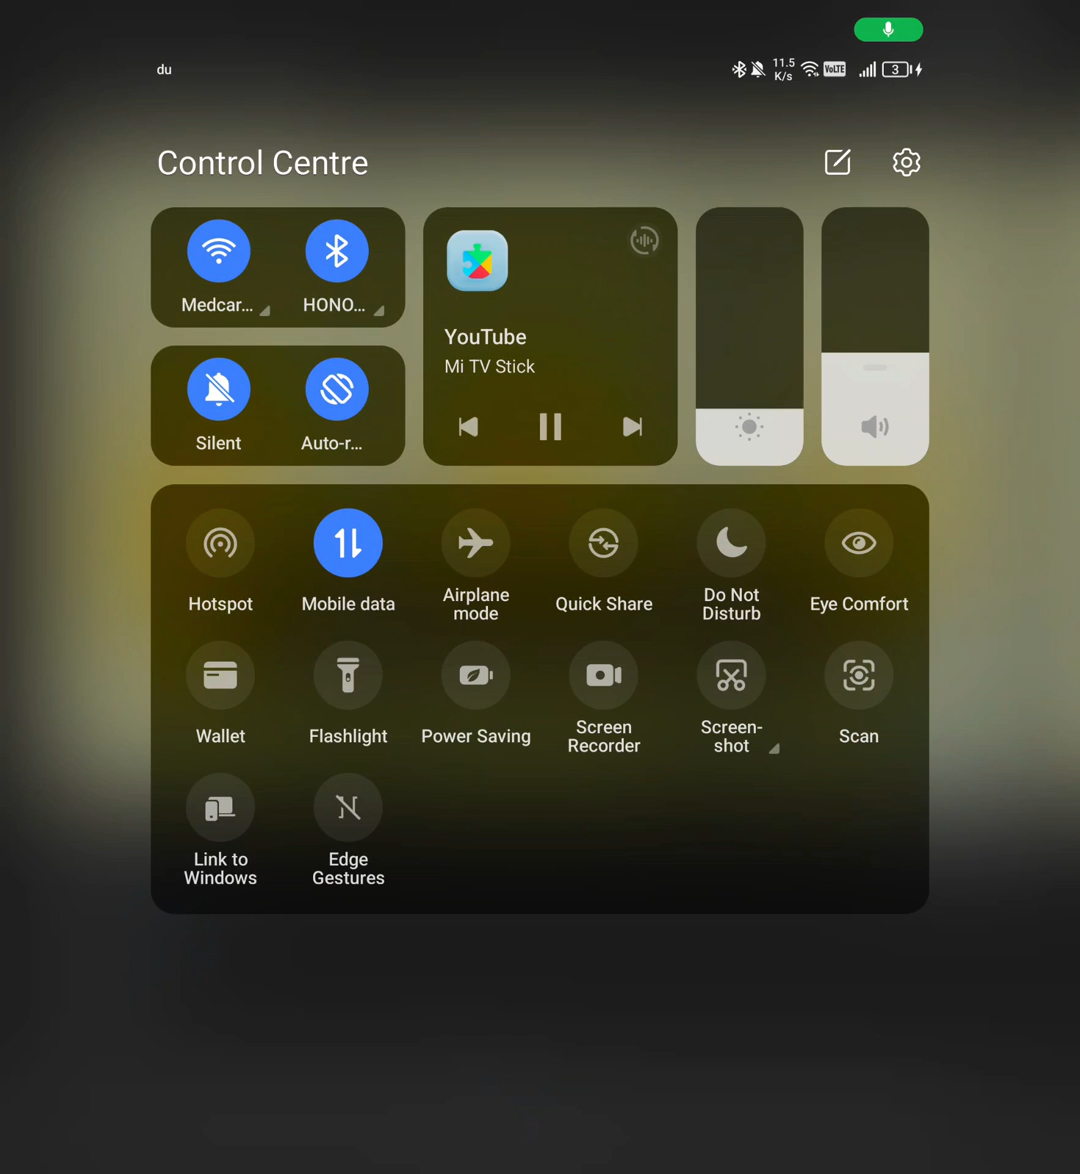 du
11.5
K/s
VoLTE
3
Control Centre
Medcar...
HONO...
Silent
Auto-r...
YouTube
Mi TV Stick
Hotspot
Mobile data
Airplane
mode
Quick Share
Do Not
Disturb
Eye Comfort
Wallet
Flashlight
Power Saving
Screen
Recorder
Screen-
shot
Scan
Link to
Windows
Edge
Gestures